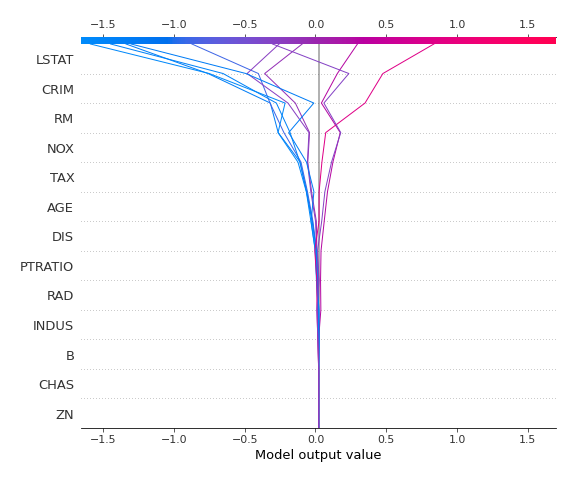 −1.5 −1.0 −0.5 0.0 0.5 1.0 1.5
LSTAT
CRIM
RM
NOX
TAX
AGE
DIS
PTRATIO
RAD
INDUS
B
CHAS
ZN
−1.5 −1.0 −0.5 0.0 0.5 1.0 1.5
Model output value